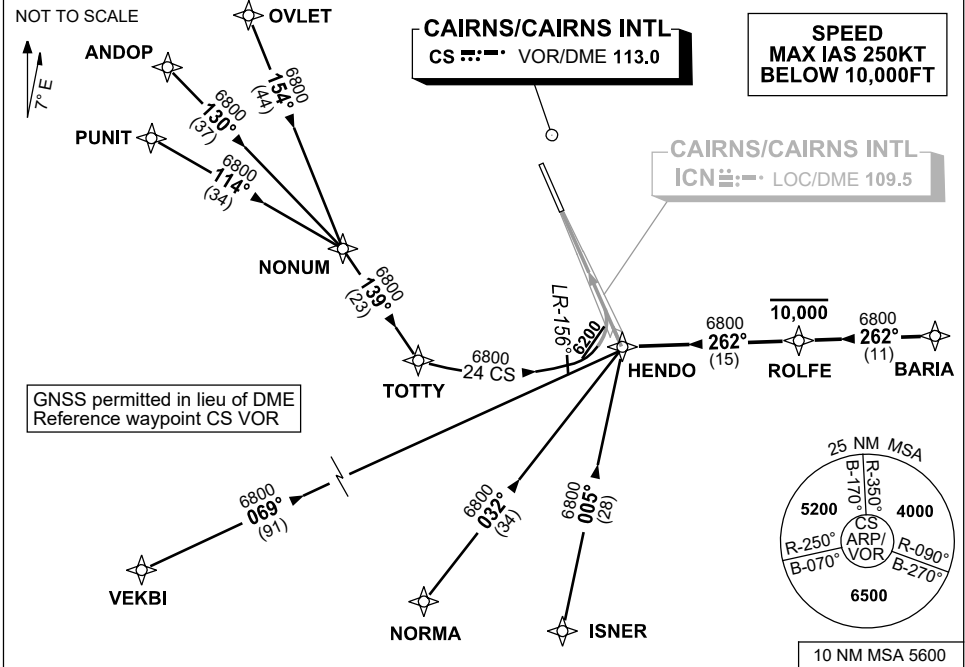 NOT TO SCALE
7° E
OVLET
ANDOP
PUNIT
6800
154°
(44)
6800
130°
(37)
6800
114°
(34)
NONUM
6800
139°
(23)
TOTTY
CAIRNS/CAIRNS INTL
CS VOR/DME 113.0
SPEED
MAX IAS 250KT
BELOW 10,000FT
CAIRNS/CAIRNS INTL
ICN LOC/DME 109.5
6800
24 CS
LR-156°
6200
HENDO
6800
262°
(15)
10,000
ROLFE
6800
262°
(11)
BARIA
GNSS permitted in lieu of DME
Reference waypoint CS VOR
6800
069°
(91)
VEKBI
6800
032°
(34)
NORMA
6800
005°
(28)
ISNER
25 NM MSA
B-170°
R-350°
5200
4000
CS
ARP/
VOR
R-250°
B-070°
R-090°
B-270°
6500
10 NM MSA 5600